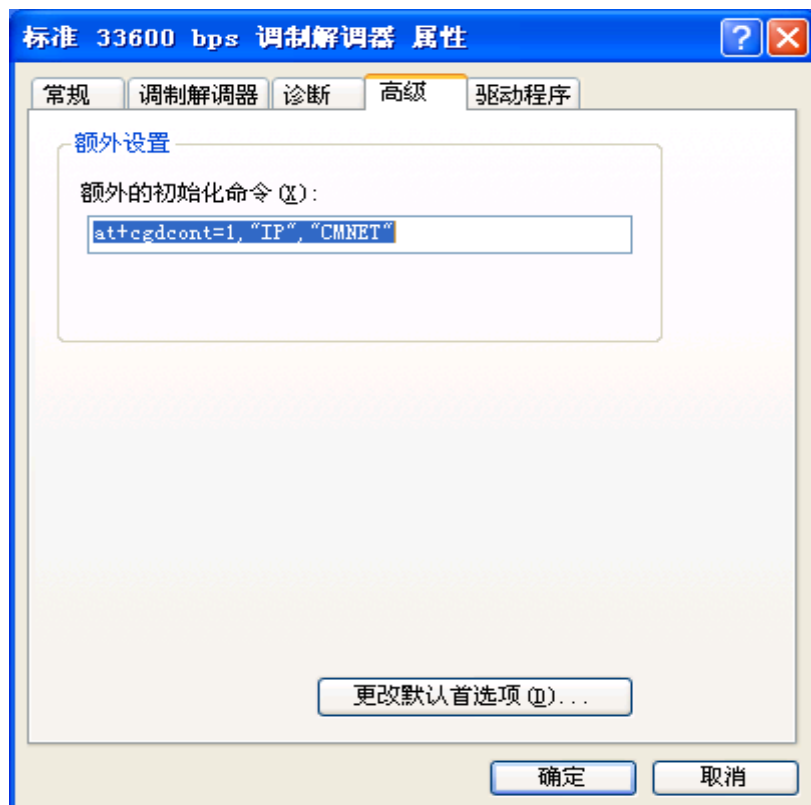 标准 33600 bps 调制解调器 属性
常规 调制解调器 诊断 高级 驱动程序
额外设置
额外的初始化命令(X):
at+cgdcont=1,"IP","CMNET"
更改默认首选项(D)...
确定 取消